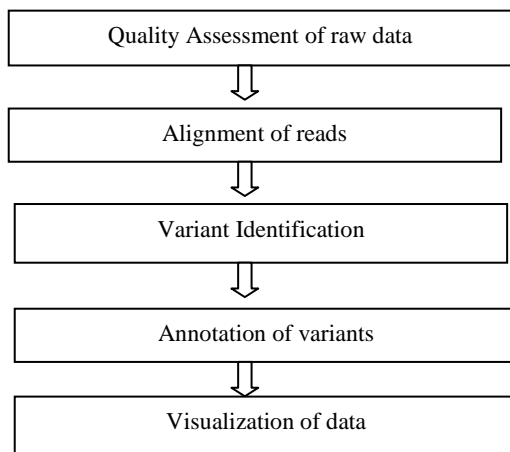 Quality Assessment of raw data
Alignment of reads
Variant Identification
Annotation of variants
Visualization of data